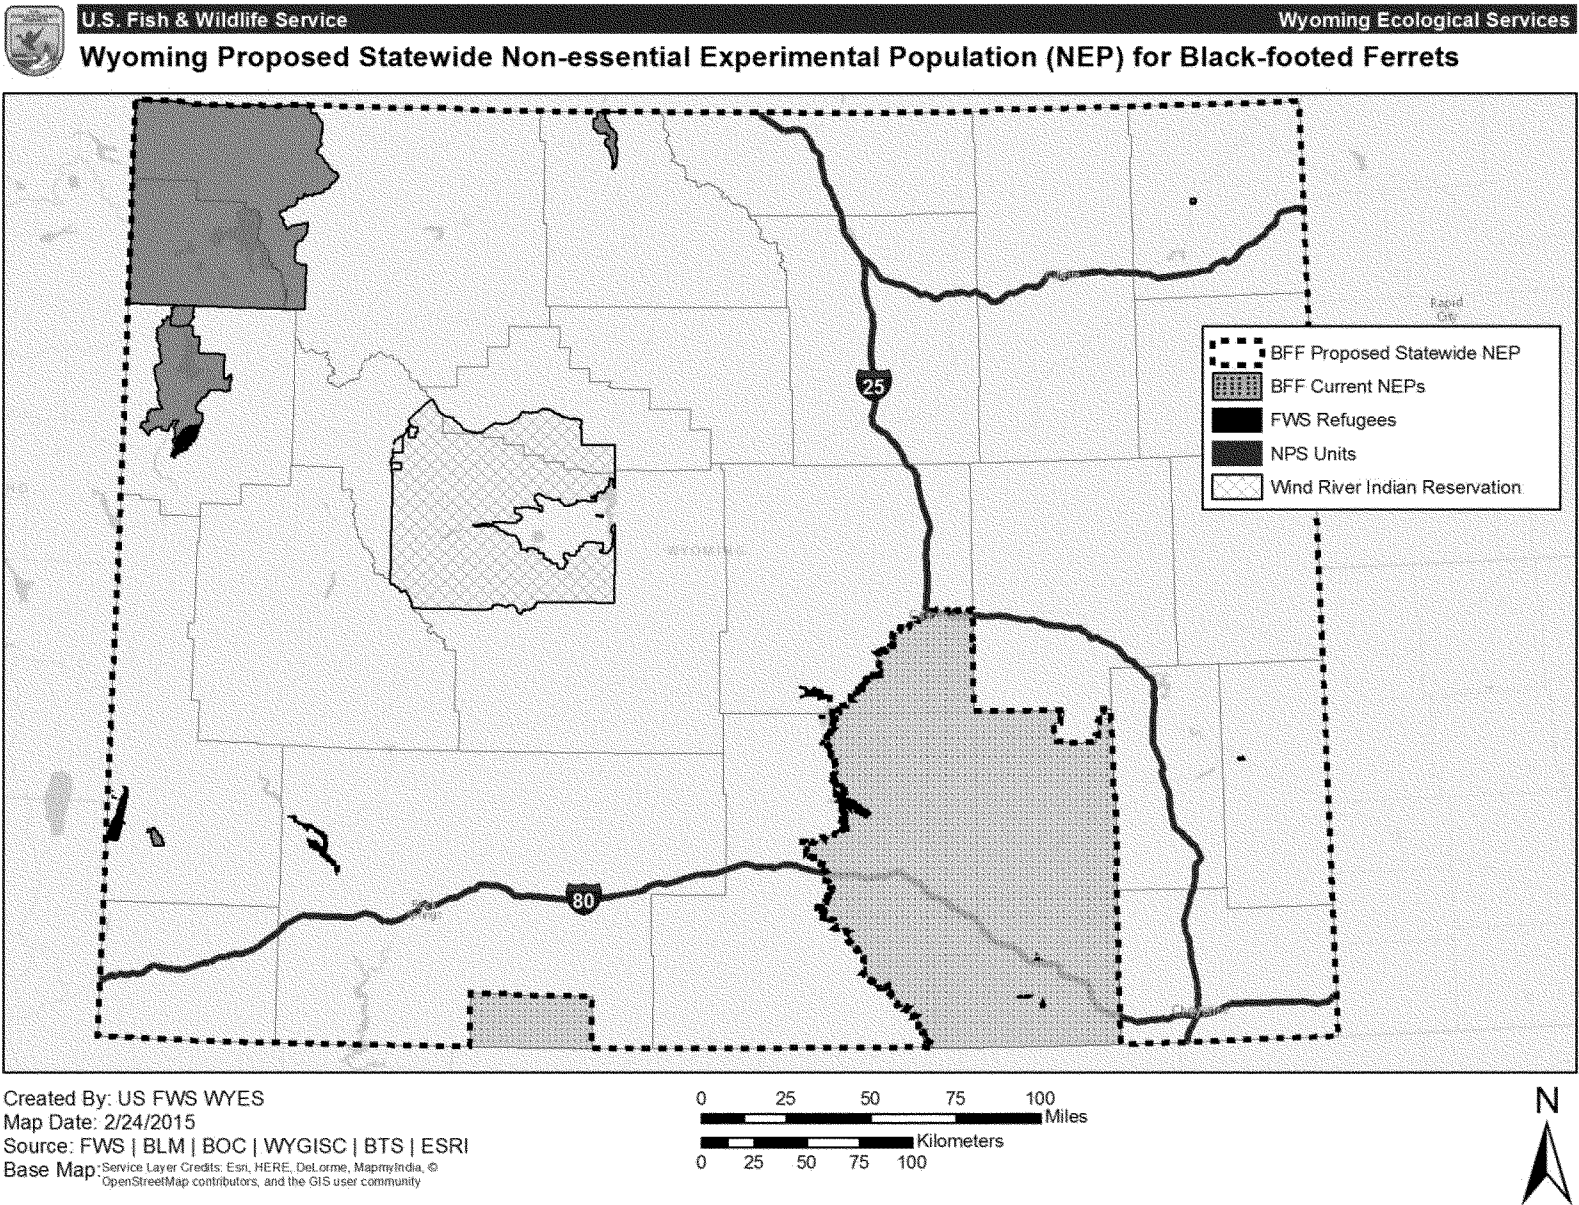 U.S. Fish & Wildlife Service
Wyoming Ecological Services
Wyoming Proposed Statewide Non-essential Experimental Population (NEP) for Black-footed Ferrets
Rapid
City
BFF Proposed Statewide NEP
BFF Current NEPs
FWS Refugees
NPS Units
Wind River Indian Reservation
25
WYOMING
80
Created By: US FWS WYES
Map Date: 2/24/2015
Source: FWS | BLM | BOC | WYGISC | BTS | ESRI
Base Map: Service Layer Credits: Esri, HERE, DeLorme, MapmyIndia, ©
OpenStreetMap contributors, and the GIS user community
0 25 50 75 100
Miles
Kilometers
0 25 50 75 100
N